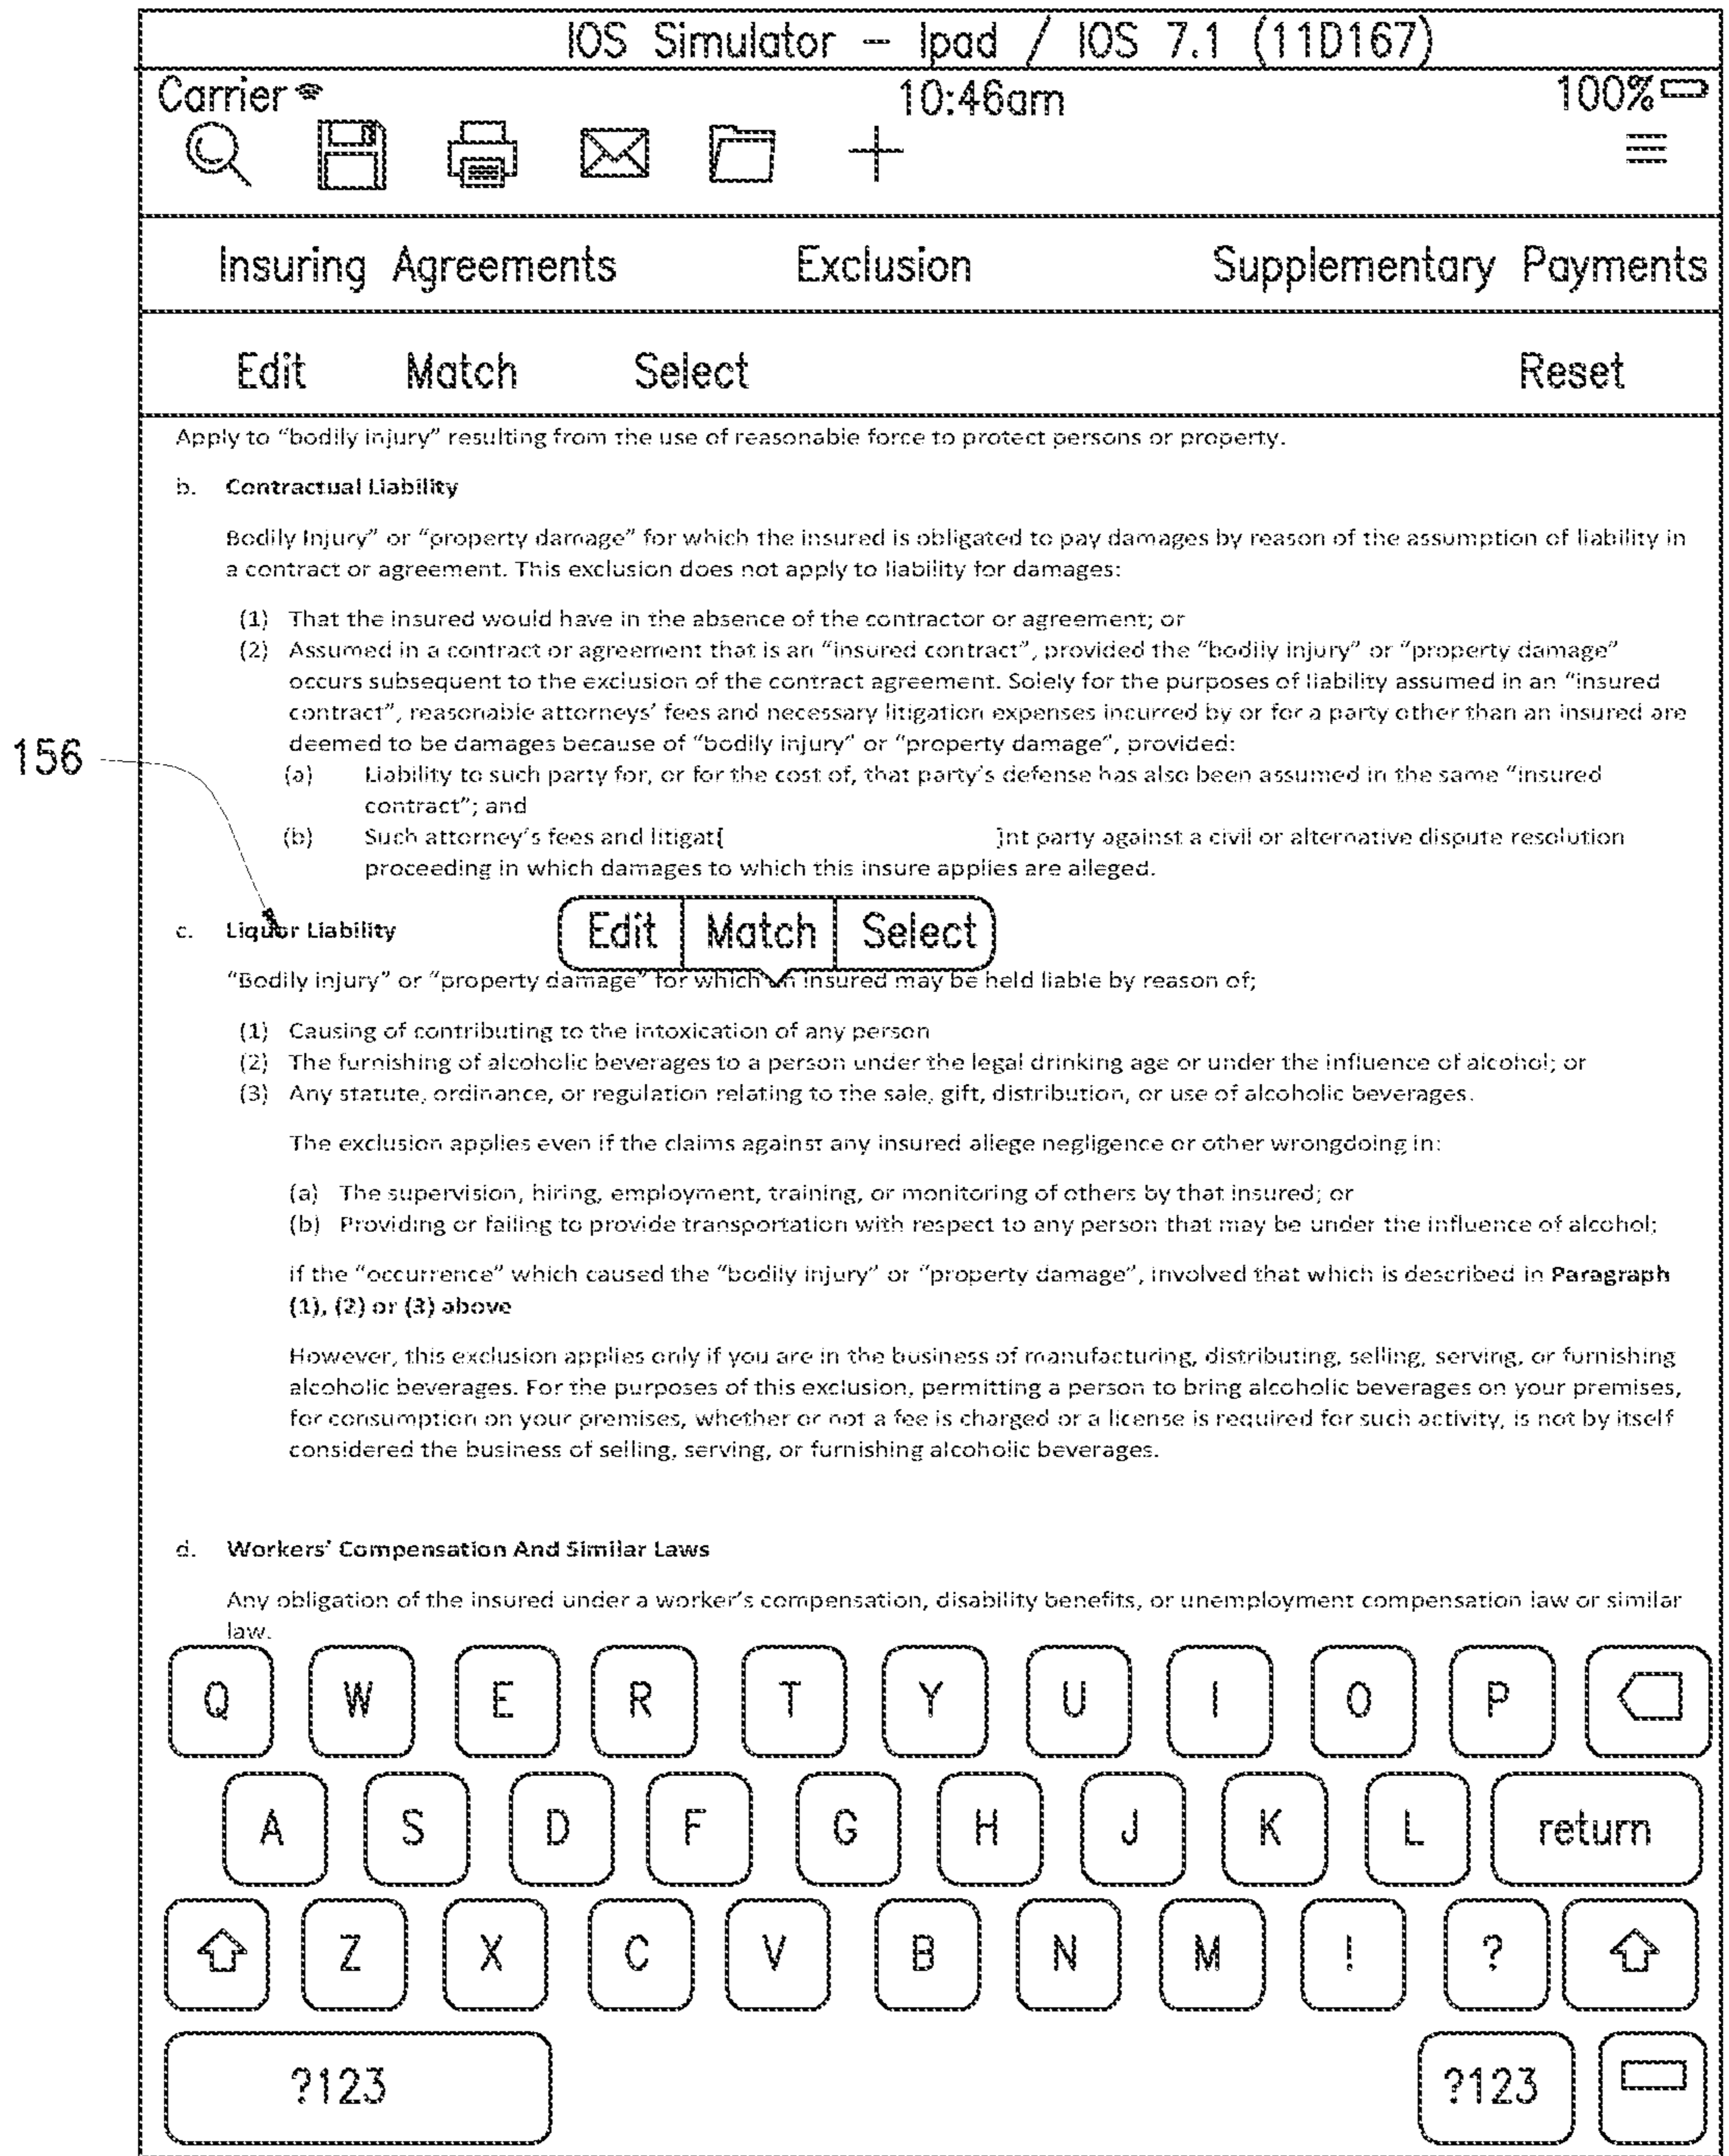 IOS Simulator – Ipad / IOS 7.1 (11D167)
Carrier 10:46am 100%
Insuring Agreements Exclusion Supplementary Payments
Edit Match Select Reset
Apply to “bodily injury” resulting from the use of reasonable force to protect persons or property.
b. Contractual Liability
Bodily Injury” or “property damage” for which the insured is obligated to pay damages by reason of the assumption of liability in
a contract or agreement. This exclusion does not apply to liability for damages:
(1) That the insured would have in the absence of the contractor or agreement; or
(2) Assumed in a contract or agreement that is an “insured contract”, provided the “bodily injury” or “property damage”
occurs subsequent to the exclusion of the contract agreement. Solely for the purposes of liability assumed in an “insured
contract”, reasonable attorneys’ fees and necessary litigation expenses incurred by or for a party other than an insured are
deemed to be damages because of “bodily injury” or “property damage”, provided:
156
(a) Liability to such party for, or for the cost of, that party’s defense has also been assumed in the same “insured
contract”; and
(b) Such attorney’s fees and litigat[ ]nt party against a civil or alternative dispute resolution
proceeding in which damages to which this insure applies are alleged.
c. Liquor Liability
Edit Match Select
“Bodily injury” or “property damage” for which an insured may be held liable by reason of;
(1) Causing of contributing to the intoxication of any person
(2) The furnishing of alcoholic beverages to a person under the legal drinking age or under the influence of alcohol; or
(3) Any statute, ordinance, or regulation relating to the sale, gift, distribution, or use of alcoholic beverages.
The exclusion applies even if the claims against any insured allege negligence or other wrongdoing in:
(a) The supervision, hiring, employment, training, or monitoring of others by that insured; or
(b) Providing or failing to provide transportation with respect to any person that may be under the influence of alcohol;
if the “occurrence” which caused the “bodily injury” or “property damage”, involved that which is described in Paragraph
(1), (2) or (3) above
However, this exclusion applies only if you are in the business of manufacturing, distributing, selling, serving, or furnishing
alcoholic beverages. For the purposes of this exclusion, permitting a person to bring alcoholic beverages on your premises,
for consumption on your premises, whether or not a fee is charged or a license is required for such activity, is not by itself
considered the business of selling, serving, or furnishing alcoholic beverages.
d. Workers’ Compensation And Similar Laws
Any obligation of the insured under a worker’s compensation, disability benefits, or unemployment compensation law or similar
law.
Q W E R T Y U I O P
A S D F G H J K L return
Z X C V B N M ! ?
?123 ?123